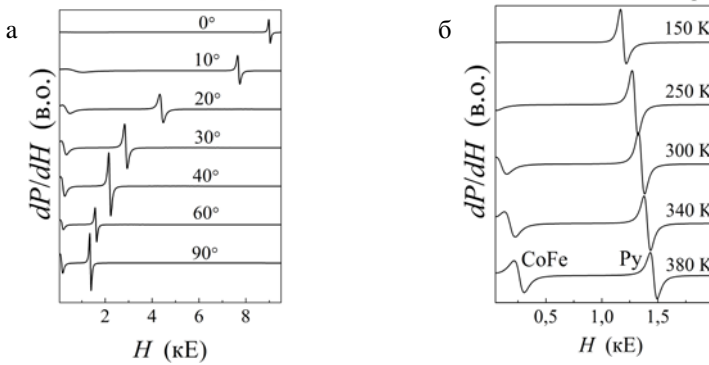 а
0°
10°
20°
30°
40°
60°
90°
dP/dH (в.о.)
2 4 6 8
H (кЕ)
б
150 K
250 K
300 K
340 K
CoFe Py 380 K
dP/dH (в.о.)
0,5 1,0 1,5
H (кЕ)